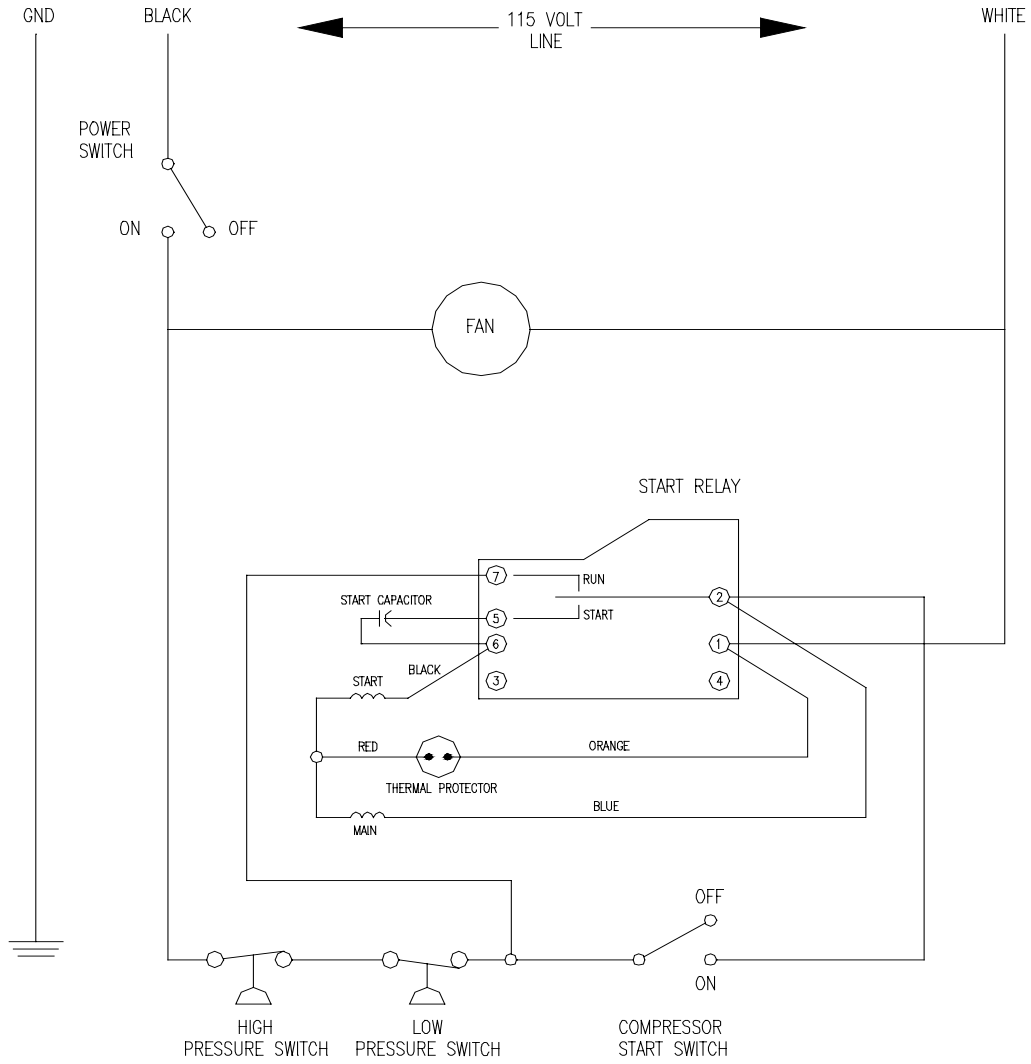 GND
BLACK
115 VOLT
LINE
WHITE
POWER
SWITCH
ON
OFF
FAN
START RELAY
7
RUN
2
START CAPACITOR
5
START
6
1
BLACK
3
4
START
RED
ORANGE
THERMAL PROTECTOR
BLUE
MAIN
OFF
ON
HIGH
PRESSURE SWITCH
LOW
PRESSURE SWITCH
COMPRESSOR
START SWITCH